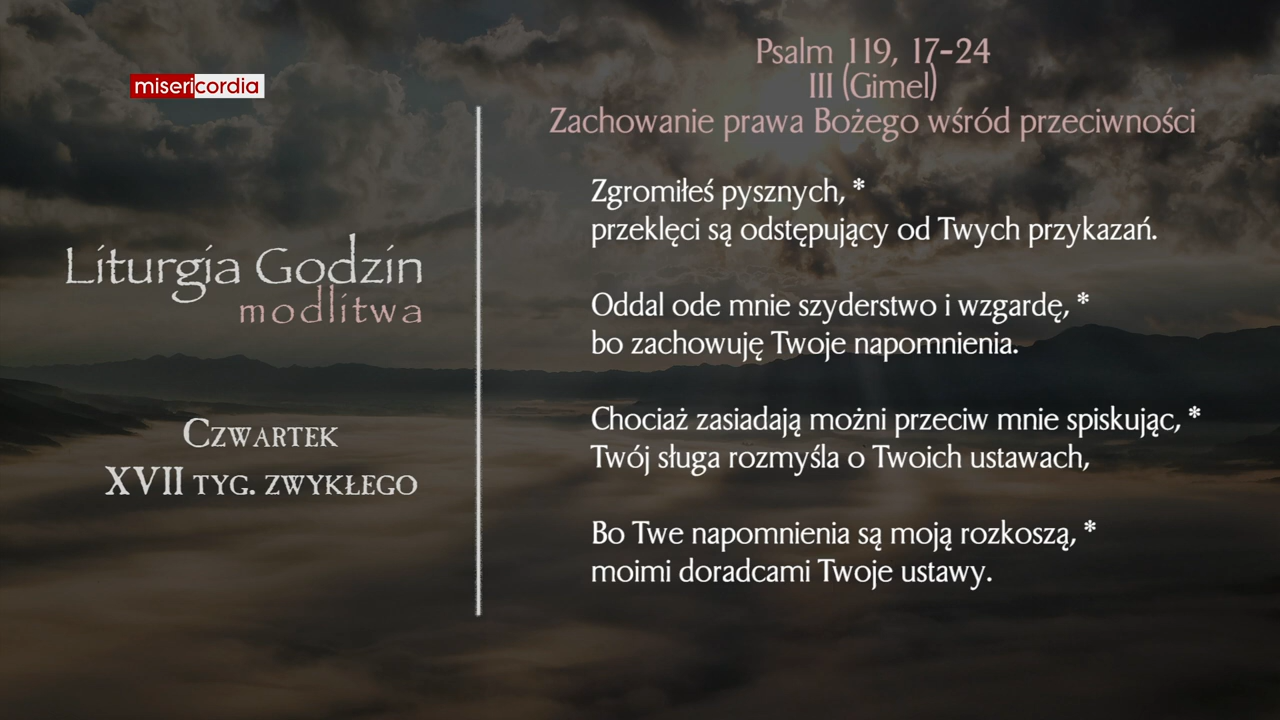 misericordia
Liturgia Godzin
modlitwa
Czwartek
XVII tyg. zwykłego
Psalm 119, 17-24
III (Gimel)
Zachowanie prawa Bożego wśród przeciwności
Zgromiłeś pysznych, *
przeklęci są odstępujący od Twych przykazań.
Oddal ode mnie szyderstwo i wzgardę, *
bo zachowuję Twoje napomnienia.
Chociaż zasiadają możni przeciw mnie spiskując, *
Twój sługa rozmyśla o Twoich ustawach,
Bo Twe napomnienia są moją rozkoszą, *
moimi doradcami Twoje ustawy.